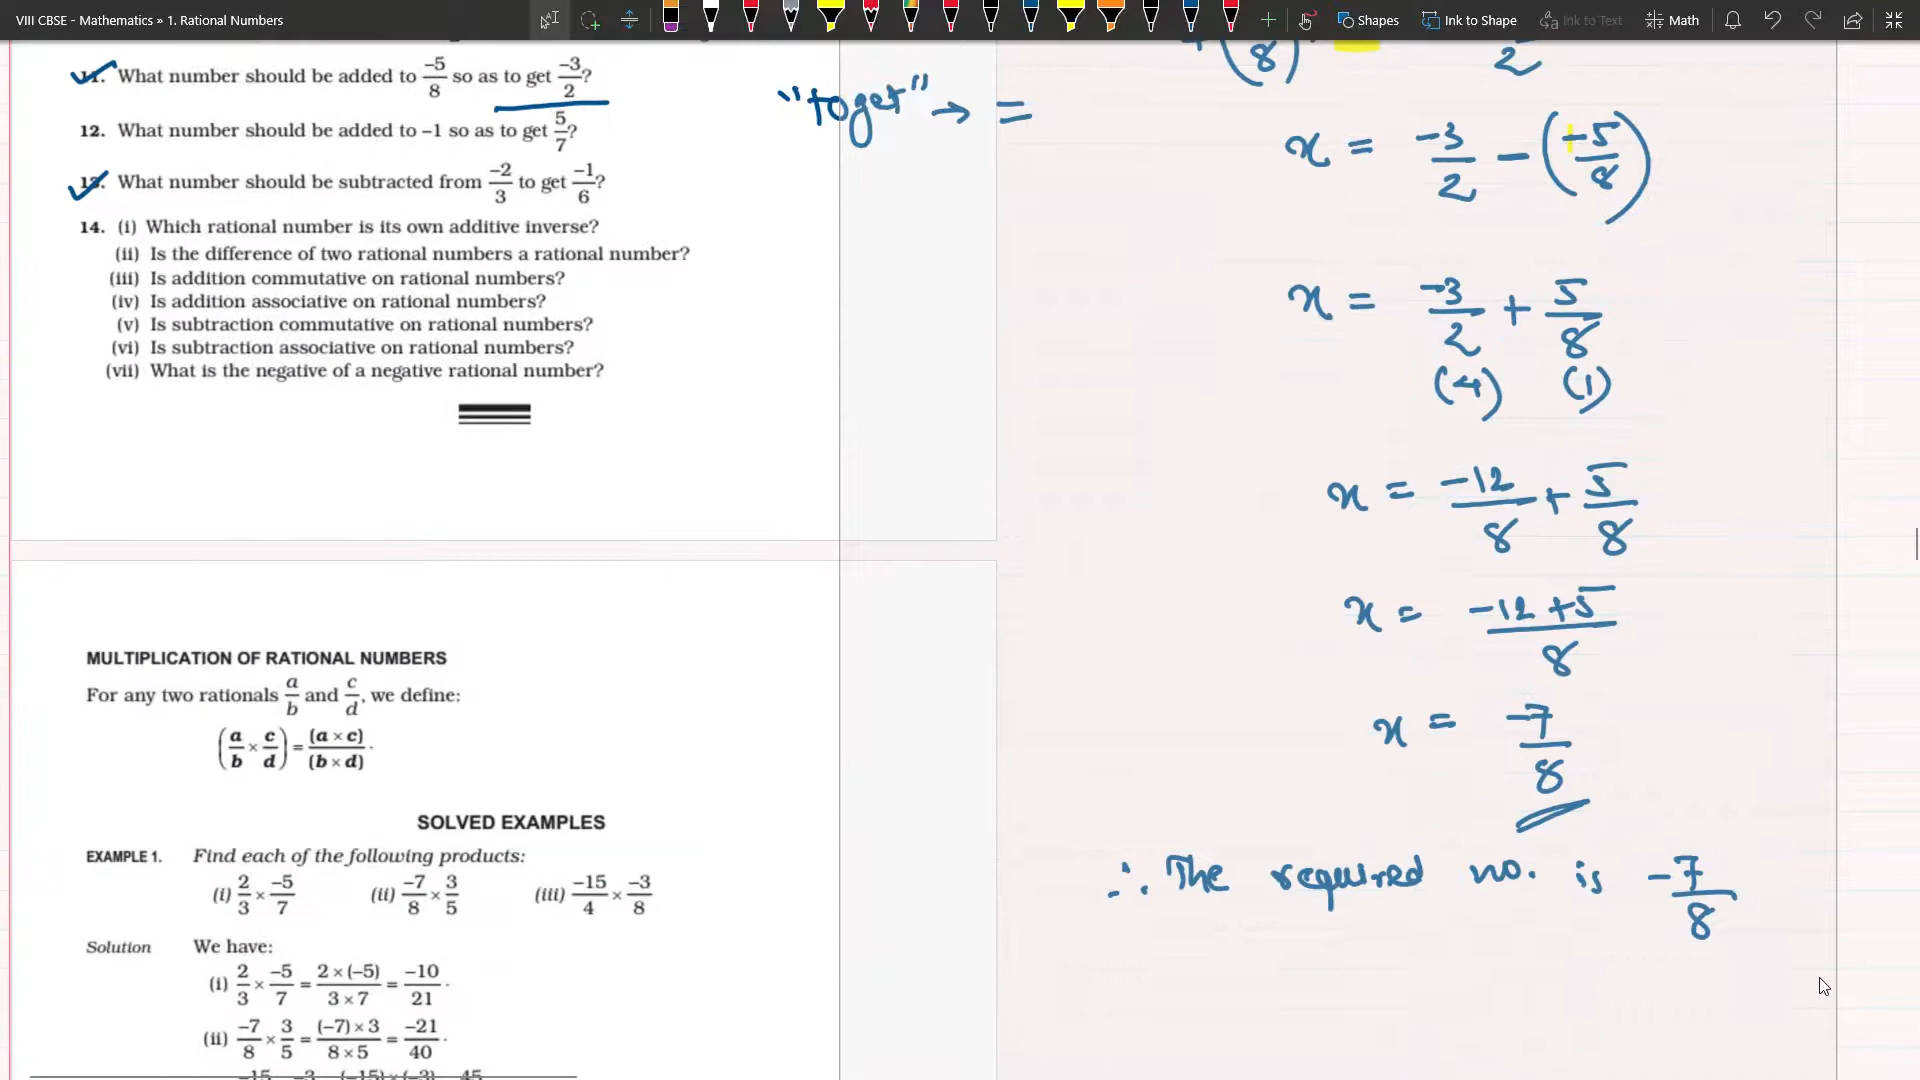 VIII CBSE - Mathematics » 1. Rational Numbers
Shapes Ink to Shape Ink to Text Math
11. What number should be added to -5/8 so as to get -3/2?
12. What number should be added to –1 so as to get 5/7?
13. What number should be subtracted from -2/3 to get -1/6?
14. (i) Which rational number is its own additive inverse?
(ii) Is the difference of two rational numbers a rational number?
(iii) Is addition commutative on rational numbers?
(iv) Is addition associative on rational numbers?
(v) Is subtraction commutative on rational numbers?
(vi) Is subtraction associative on rational numbers?
(vii) What is the negative of a negative rational number?
MULTIPLICATION OF RATIONAL NUMBERS
For any two rationals a/b and c/d, we define:
(a/b × c/d) = (a × c)/(b × d).
SOLVED EXAMPLES
EXAMPLE 1. Find each of the following products:
(i) 2/3 × -5/7 (ii) -7/8 × 3/5 (iii) -15/4 × -3/8
Solution We have:
(i) 2/3 × -5/7 = 2 × (-5)/3 × 7 = -10/21.
(ii) -7/8 × 3/5 = (-7) × 3/8 × 5 = -21/40.
"to get" → =
x = -3/2 - (-5/8)
x = -3/2 + 5/8
(4) (1)
x = -12/8 + 5/8
x = -12 + 5/8
x = -7/8
∴ The required no. is -7/8